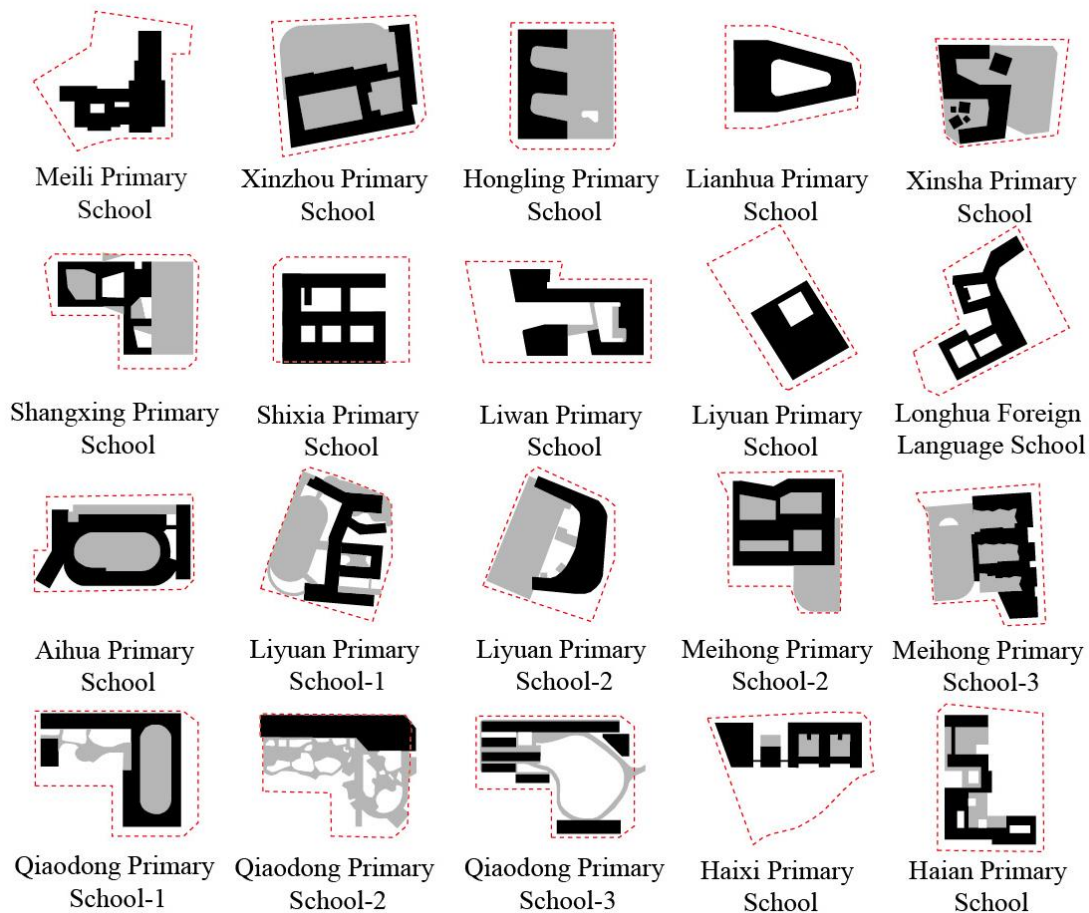 Meili Primary
School
Xinzhou Primary
School
Hongling Primary
School
Lianhua Primary
School
Xinsha Primary
School
Shangxing Primary
School
Shixia Primary
School
Liwan Primary
School
Liyuan Primary
School
Longhua Foreign
Language School
Aihua Primary
School
Liyuan Primary
School-1
Liyuan Primary
School-2
Meihong Primary
School-2
Meihong Primary
School-3
Qiaodong Primary
School-1
Qiaodong Primary
School-2
Qiaodong Primary
School-3
Haixi Primary
School
Haian Primary
School